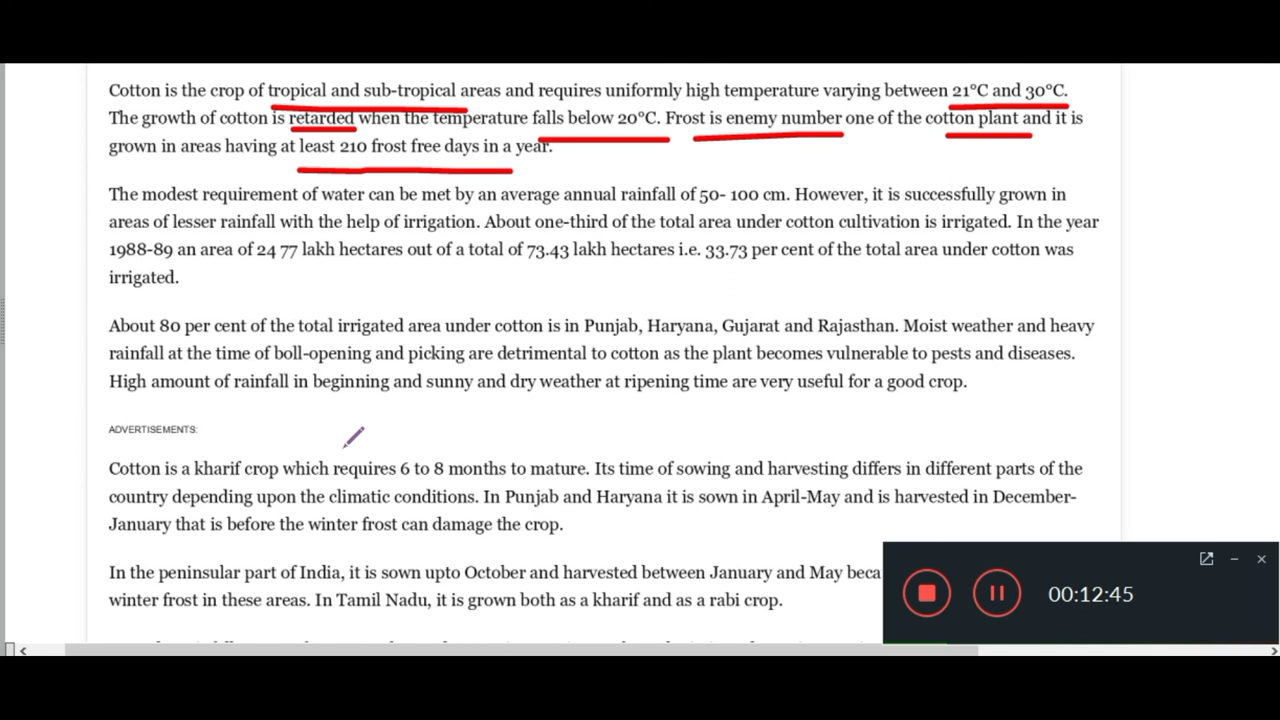 Cotton is the crop of tropical and sub-tropical areas and requires uniformly high temperature varying between 21°C and 30°C.
The growth of cotton is retarded when the temperature falls below 20°C. Frost is enemy number one of the cotton plant and it is
grown in areas having at least 210 frost free days in a year.
The modest requirement of water can be met by an average annual rainfall of 50- 100 cm. However, it is successfully grown in
areas of lesser rainfall with the help of irrigation. About one-third of the total area under cotton cultivation is irrigated. In the year
1988-89 an area of 24 77 lakh hectares out of a total of 73.43 lakh hectares i.e. 33.73 per cent of the total area under cotton was
irrigated.
About 80 per cent of the total irrigated area under cotton is in Punjab, Haryana, Gujarat and Rajasthan. Moist weather and heavy
rainfall at the time of boll-opening and picking are detrimental to cotton as the plant becomes vulnerable to pests and diseases.
High amount of rainfall in beginning and sunny and dry weather at ripening time are very useful for a good crop.
ADVERTISEMENTS:
Cotton is a kharif crop which requires 6 to 8 months to mature. Its time of sowing and harvesting differs in different parts of the
country depending upon the climatic conditions. In Punjab and Haryana it is sown in April-May and is harvested in December-
January that is before the winter frost can damage the crop.
In the peninsular part of India, it is sown upto October and harvested between January and May beca
winter frost in these areas. In Tamil Nadu, it is grown both as a kharif and as a rabi crop.
00:12:45